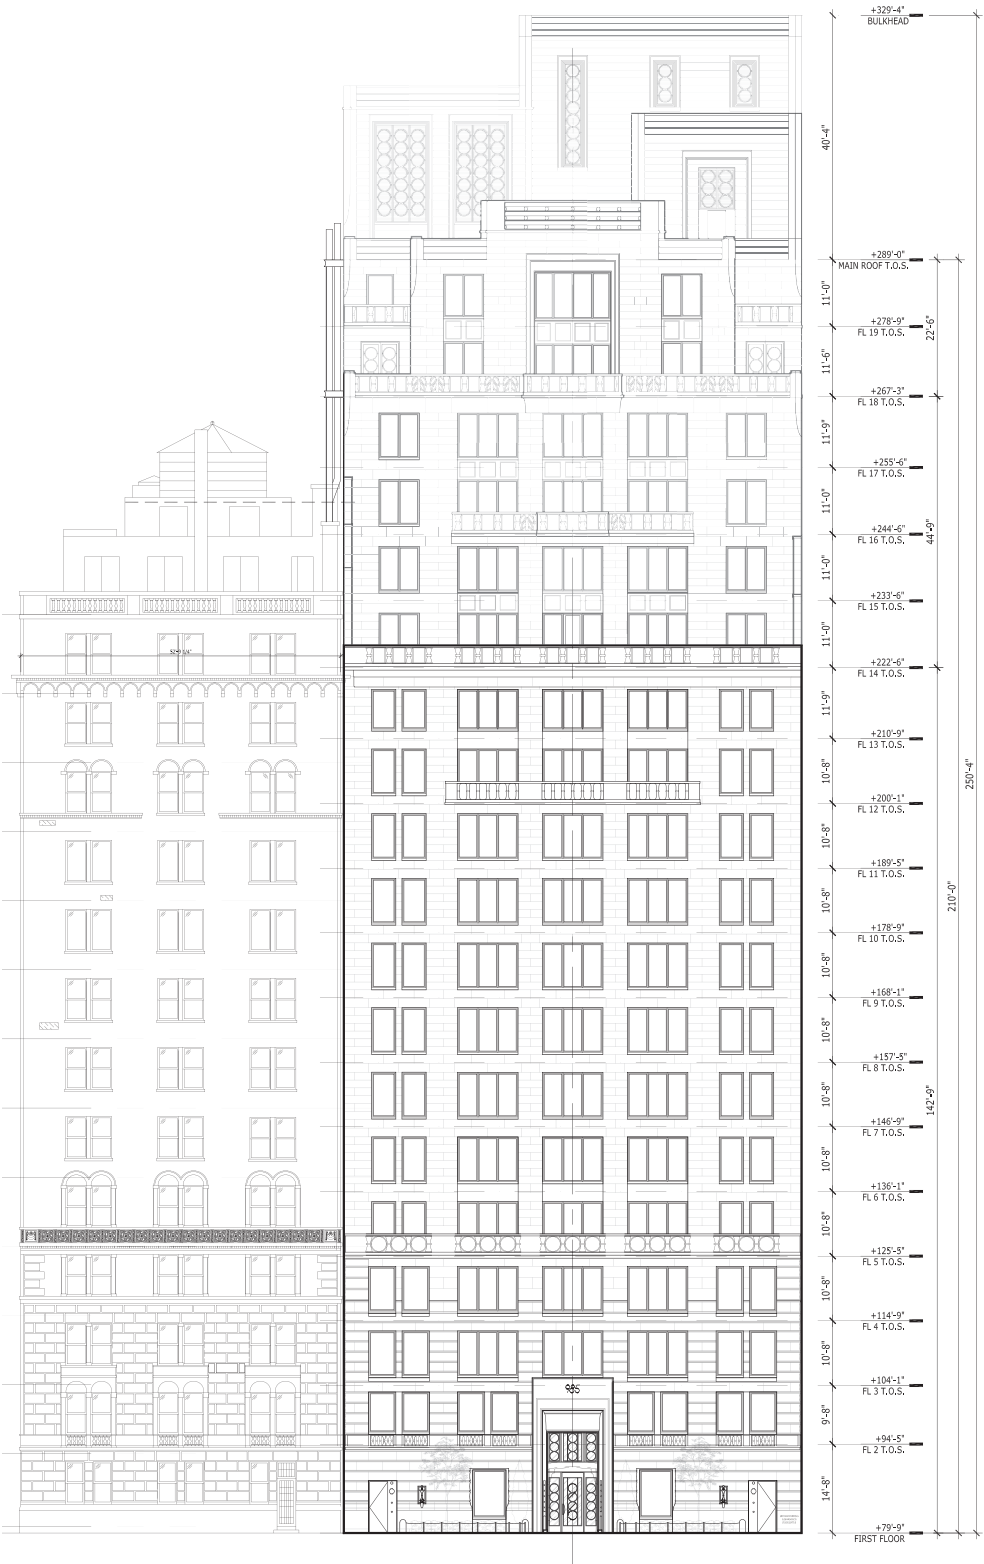 +329'-4"
BULKHEAD
40'-4"
+289'-0"
MAIN ROOF T.O.S.
11'-0"
+278'-9"
FL 19 T.O.S.
22'-6"
11'-6"
+267'-3"
FL 18 T.O.S.
11'-9"
+255'-6"
FL 17 T.O.S.
11'-0"
+244'-6"
FL 16 T.O.S.
44'-9"
11'-0"
+233'-6"
FL 15 T.O.S.
11'-0"
+222'-6"
FL 14 T.O.S.
11'-9"
+210'-9"
FL 13 T.O.S.
10'-8"
250'-4"
+200'-1"
FL 12 T.O.S.
10'-8"
+189'-5"
FL 11 T.O.S.
10'-8"
210'-0"
+178'-9"
FL 10 T.O.S.
10'-8"
+168'-1"
FL 9 T.O.S.
10'-8"
+157'-5"
FL 8 T.O.S.
10'-8"
142'-9"
+146'-9"
FL 7 T.O.S.
10'-8"
+136'-1"
FL 6 T.O.S.
10'-8"
+125'-5"
FL 5 T.O.S.
10'-8"
+114'-9"
FL 4 T.O.S.
10'-8"
+104'-1"
FL 3 T.O.S.
985
9'-8"
+94'-5"
FL 2 T.O.S.
14'-8"
+79'-9"
FIRST FLOOR